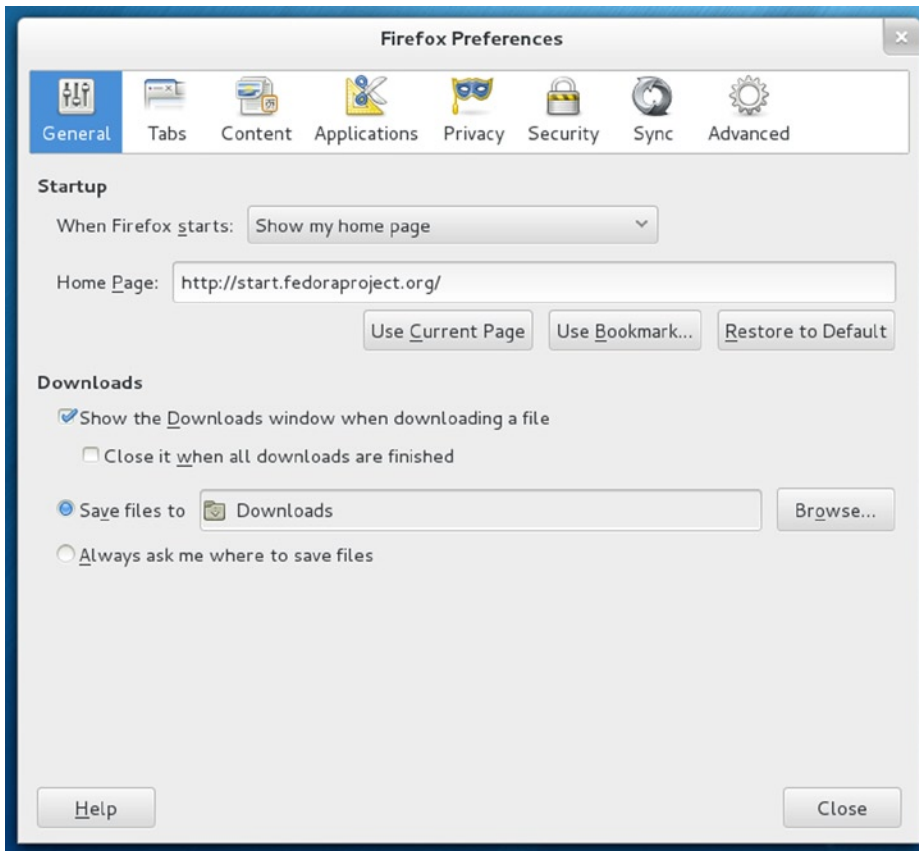 Firefox Preferences
General Tabs Content Applications Privacy Security Sync Advanced
Startup
When Firefox starts: Show my home page
Home Page: http://start.fedoraproject.org/
Use Current Page Use Bookmark... Restore to Default
Downloads
Show the Downloads window when downloading a file
Close it when all downloads are finished
Save files to Downloads Browse...
Always ask me where to save files
Help Close